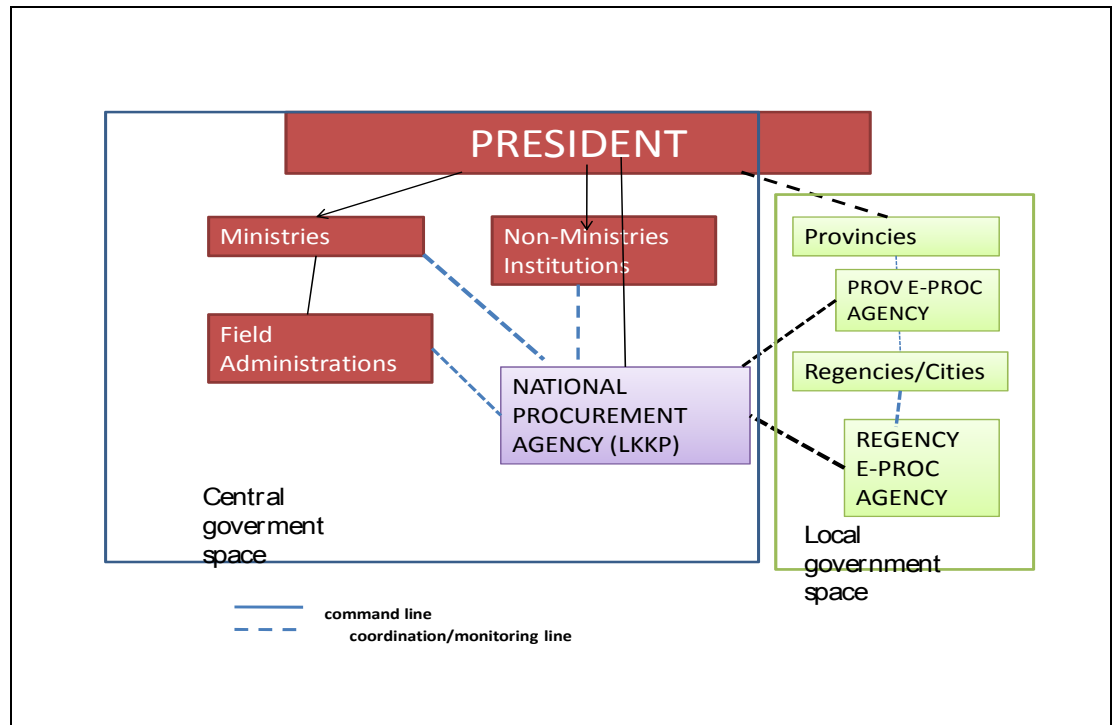 PRESIDENT
Ministries
Non-Ministries
Institutions
Provincies
PROV E-PROC
AGENCY
Field
Administrations
Regencies/Cities
NATIONAL
PROCUREMENT
AGENCY (LKKP)
REGENCY
E-PROC
AGENCY
Central
goverment
space
Local
government
space
command line
coordination/monitoring line